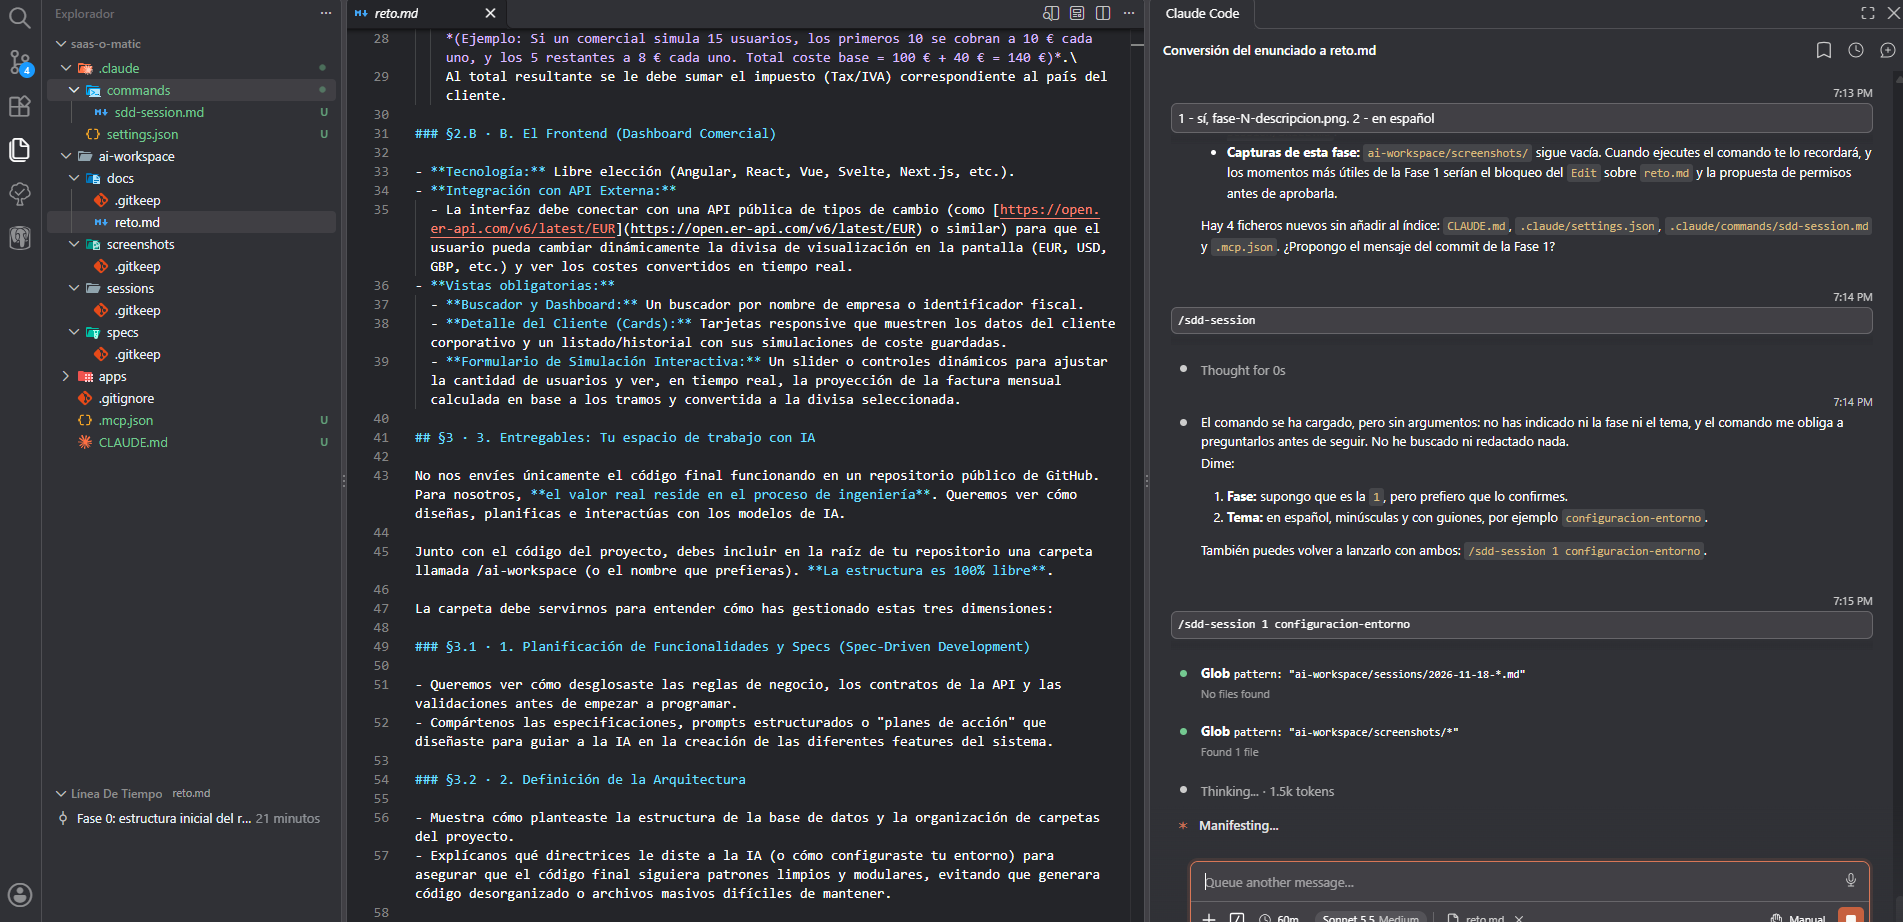 Explorador
saas-o-matic
.claude
commands
sdd-session.md U
settings.json U
ai-workspace
docs
.gitkeep
reto.md
screenshots
.gitkeep
sessions
.gitkeep
specs
.gitkeep
apps
.gitignore
.mcp.json U
CLAUDE.md U
4
Línea De Tiempo reto.md
Fase 0: estructura inicial del r... 21 minutos
reto.md
28 *(Ejemplo: Si un comercial simula 15 usuarios, los primeros 10 se cobran a 10 € cada
uno, y los 5 restantes a 8 € cada uno. Total coste base = 100 € + 40 € = 140 €)*.\
29 Al total resultante se le debe sumar el impuesto (Tax/IVA) correspondiente al país del
cliente.
30
31 ### §2.B · B. El Frontend (Dashboard Comercial)
32
33 - **Tecnología:** Libre elección (Angular, React, Vue, Svelte, Next.js, etc.).
34 - **Integración con API Externa:**
35 - La interfaz debe conectar con una API pública de tipos de cambio (como [https://open.
er-api.com/v6/latest/EUR](https://open.er-api.com/v6/latest/EUR) o similar) para que el
usuario pueda cambiar dinámicamente la divisa de visualización en la pantalla (EUR, USD,
GBP, etc.) y ver los costes convertidos en tiempo real.
36 - **Vistas obligatorias:**
37 - **Buscador y Dashboard:** Un buscador por nombre de empresa o identificador fiscal.
38 - **Detalle del Cliente (Cards):** Tarjetas responsive que muestren los datos del cliente
corporativo y un listado/historial con sus simulaciones de coste guardadas.
39 - **Formulario de Simulación Interactiva:** Un slider o controles dinámicos para ajustar
la cantidad de usuarios y ver, en tiempo real, la proyección de la factura mensual
calculada en base a los tramos y convertida a la divisa seleccionada.
40
41 ## §3 · 3. Entregables: Tu espacio de trabajo con IA
42
43 No nos envíes únicamente el código final funcionando en un repositorio público de GitHub.
Para nosotros, **el valor real reside en el proceso de ingeniería**. Queremos ver cómo
diseñas, planificas e interactúas con los modelos de IA.
44
45 Junto con el código del proyecto, debes incluir en la raíz de tu repositorio una carpeta
llamada /ai-workspace (o el nombre que prefieras). **La estructura es 100% libre**.
46
47 La carpeta debe servirnos para entender cómo has gestionado estas tres dimensiones:
48
49 ### §3.1 · 1. Planificación de Funcionalidades y Specs (Spec-Driven Development)
50
51 - Queremos ver cómo desglosaste las reglas de negocio, los contratos de la API y las
validaciones antes de empezar a programar.
52 - Compártenos las especificaciones, prompts estructurados o "planes de acción" que
diseñaste para guiar a la IA en la creación de las diferentes features del sistema.
53
54 ### §3.2 · 2. Definición de la Arquitectura
55
56 - Muestra cómo planteaste la estructura de la base de datos y la organización de carpetas
del proyecto.
57 - Explícanos qué directrices le diste a la IA (o cómo configuraste tu entorno) para
asegurar que el código final siguiera patrones limpios y modulares, evitando que generara
código desorganizado o archivos masivos difíciles de mantener.
58
Claude Code
Conversión del enunciado a reto.md
7:13 PM
1 - sí, fase-N-descripcion.png. 2 - en español
• Capturas de esta fase: ai-workspace/screenshots/ sigue vacía. Cuando ejecutes el comando te lo recordará, y
los momentos más útiles de la Fase 1 serían el bloqueo del Edit sobre reto.md y la propuesta de permisos
antes de aprobarla.
Hay 4 ficheros nuevos sin añadir al índice: CLAUDE.md, .claude/settings.json, .claude/commands/sdd-session.md
y .mcp.json. ¿Propongo el mensaje del commit de la Fase 1?
7:14 PM
/sdd-session
Thought for 0s
7:14 PM
El comando se ha cargado, pero sin argumentos: no has indicado ni la fase ni el tema, y el comando me obliga a
preguntarlos antes de seguir. No he buscado ni redactado nada.
Dime:
1. Fase: supongo que es la 1, pero prefiero que lo confirmes.
2. Tema: en español, minúsculas y con guiones, por ejemplo configuracion-entorno.
También puedes volver a lanzarlo con ambos: /sdd-session 1 configuracion-entorno.
7:15 PM
/sdd-session 1 configuracion-entorno
Glob pattern: "ai-workspace/sessions/2026-11-18-*.md"
No files found
Glob pattern: "ai-workspace/screenshots/*"
Found 1 file
Thinking... · 1.5k tokens
Manifesting...
Queue another message...
60m Sonnet 5.5 Medium reto.md Manual